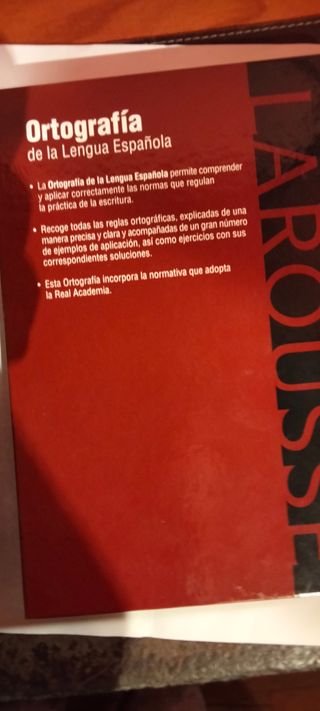 Ortografía
de la Lengua Española
• La Ortografía de la Lengua Española permite comprender
y aplicar correctamente las normas que regulan
la práctica de la escritura.
• Recoge todas las reglas ortográficas, explicadas de una
manera precisa y clara y acompañadas de un gran número
de ejemplos de aplicación, así como ejercicios con sus
correspondientes soluciones.
• Esta Ortografía incorpora la normativa que adopta
la Real Academia.
LAROUSSE